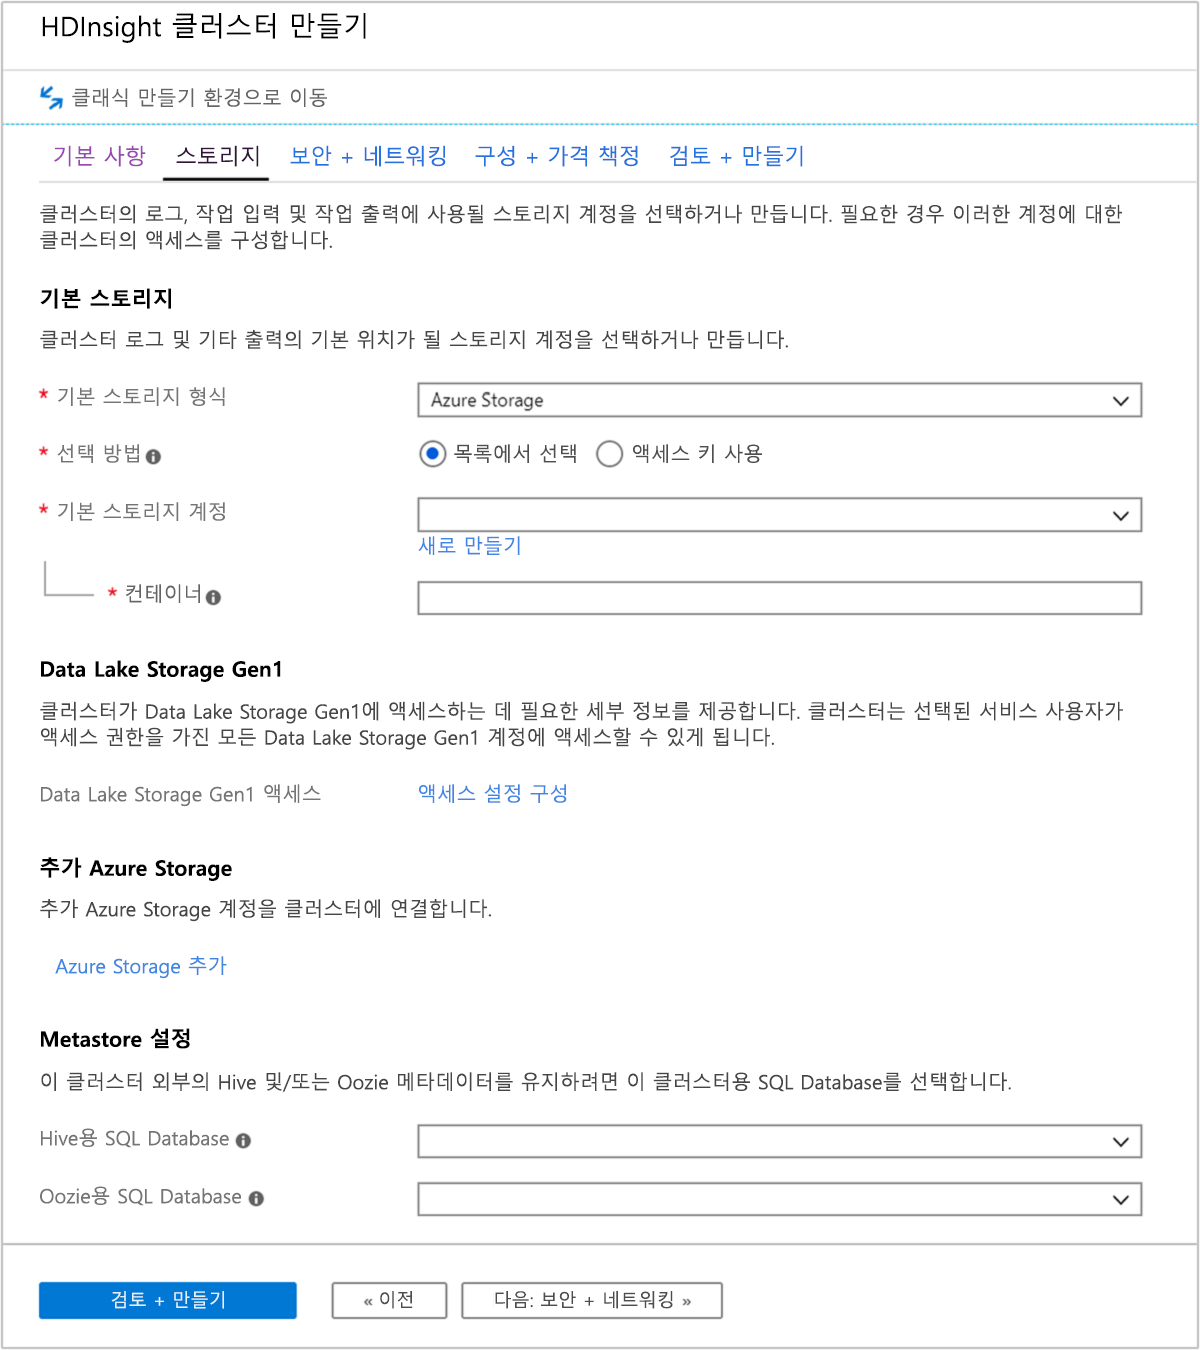 HDInsight 클러스터 만들기
클래식 만들기 환경으로 이동
기본 사항 스토리지 보안 + 네트워킹 구성 + 가격 책정 검토 + 만들기
클러스터의 로그, 작업 입력 및 작업 출력에 사용될 스토리지 계정을 선택하거나 만듭니다. 필요한 경우 이러한 계정에 대한
클러스터의 액세스를 구성합니다.
기본 스토리지
클러스터 로그 및 기타 출력의 기본 위치가 될 스토리지 계정을 선택하거나 만듭니다.
* 기본 스토리지 형식 Azure Storage
* 선택 방법 목록에서 선택 액세스 키 사용
* 기본 스토리지 계정
새로 만들기
* 컨테이너
Data Lake Storage Gen1
클러스터가 Data Lake Storage Gen1에 액세스하는 데 필요한 세부 정보를 제공합니다. 클러스터는 선택된 서비스 사용자가
액세스 권한을 가진 모든 Data Lake Storage Gen1 계정에 액세스할 수 있게 됩니다.
Data Lake Storage Gen1 액세스 액세스 설정 구성
추가 Azure Storage
추가 Azure Storage 계정을 클러스터에 연결합니다.
Azure Storage 추가
Metastore 설정
이 클러스터 외부의 Hive 및/또는 Oozie 메타데이터를 유지하려면 이 클러스터용 SQL Database를 선택합니다.
Hive용 SQL Database
Oozie용 SQL Database
검토 + 만들기 « 이전 다음: 보안 + 네트워킹 »